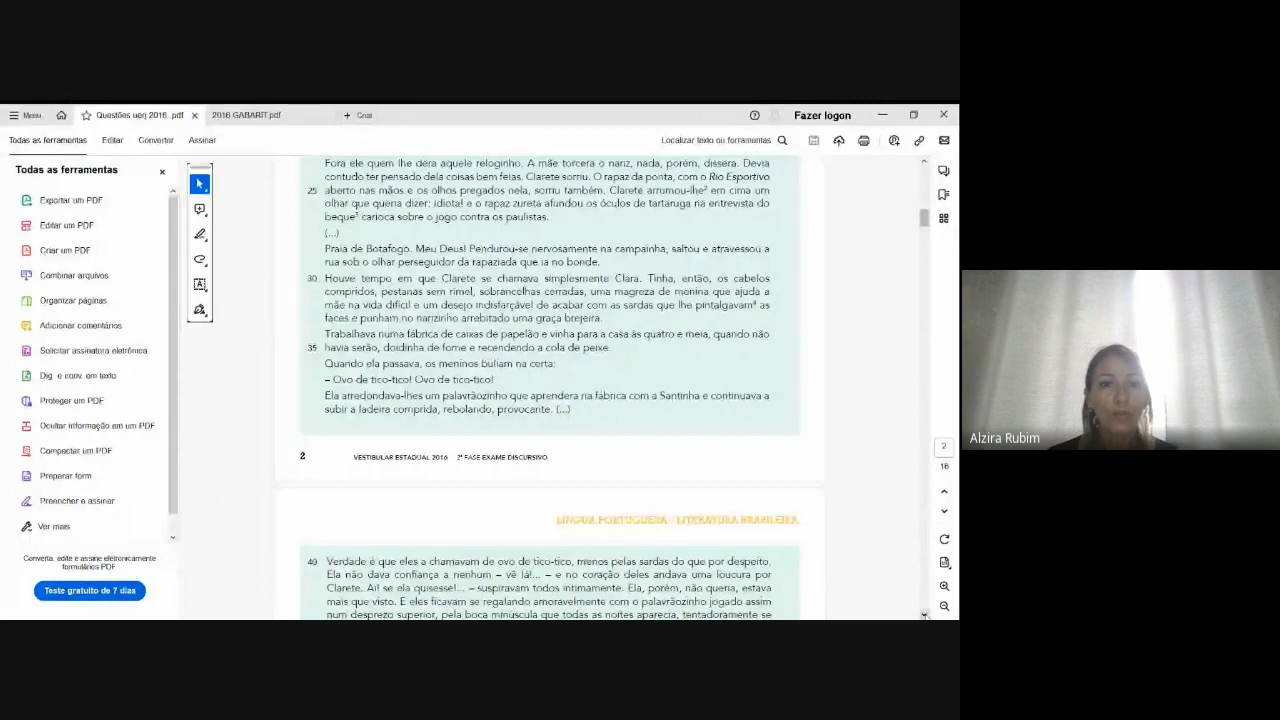 Menu
Questões uerj 2016_.pdf
2016 GABARIT.pdf
+ Criar
Fazer logon
Todas as ferramentas
Editar
Converter
Assinar
Localizar texto ou ferramentas
Todas as ferramentas
Exportar um PDF
Editar um PDF
Criar um PDF
Combinar arquivos
Organizar páginas
Adicionar comentários
Solicitar assinatura eletrônica
Dig. e conv. em texto
Proteger um PDF
Ocultar informação em um PDF
Compactar um PDF
Preparar form
Preencher e assinar
Ver mais
Converta, edite e assine eletronicamente
formulários PDF
Teste gratuito de 7 dias
Fora ele quem lhe dera aquele reloginho. A mãe torcera o nariz, nada, porém, dissera. Devia
contudo ter pensado dela coisas bem feias. Clarete sorriu. O rapaz da ponta, com o Rio Esportivo
25 aberto nas mãos e os olhos pregados nela, sorriu também. Clarete arrumou-lhe² em cima um
olhar que queria dizer: idiota! e o rapaz zureta afundou os óculos de tartaruga na entrevista do
beque³ carioca sobre o jogo contra os paulistas.
(...)
Praia de Botafogo. Meu Deus! Pendurou-se nervosamente na campainha, saltou e atravessou a
rua sob o olhar perseguidor da rapaziada que ia no bonde.
30 Houve tempo em que Clarete se chamava simplesmente Clara. Tinha, então, os cabelos
compridos, pestanas sem rímel, sobrancelhas cerradas, uma magreza de menina que ajuda a
mãe na vida difícil e um desejo indisfarçável de acabar com as sardas que lhe pintalgavam⁴ as
faces e punham no narizinho arrebitado uma graça brejeira.
Trabalhava numa fábrica de caixas de papelão e vinha para a casa às quatro e meia, quando não
35 havia serão, doidinha de fome e recendendo a cola de peixe.
Quando ela passava, os meninos buliam na certa:
– Ovo de tico-tico! Ovo de tico-tico!
Ela arredondava-lhes um palavrãozinho que aprendera na fábrica com a Santinha e continuava a
subir a ladeira comprida, rebolando, provocante. (...)
2 VESTIBULAR ESTADUAL 2016 2ª FASE EXAME DISCURSIVO
LÍNGUA PORTUGUESA / LITERATURA BRASILEIRA
40 Verdade é que eles a chamavam de ovo de tico-tico, menos pelas sardas do que por despeito.
Ela não dava confiança a nenhum – vê lá!... – e no coração deles andava uma loucura por
Clarete. Ai! se ela quisesse!... – suspiravam todos intimamente. Ela, porém, não queria, estava
mais que visto. E eles ficavam se regalando amoravelmente com o palavrãozinho jogado assim
num desprezo superior, pela boca minúscula que todas as noites aparecia, tentadoramente se
2
16
Alzira Rubim